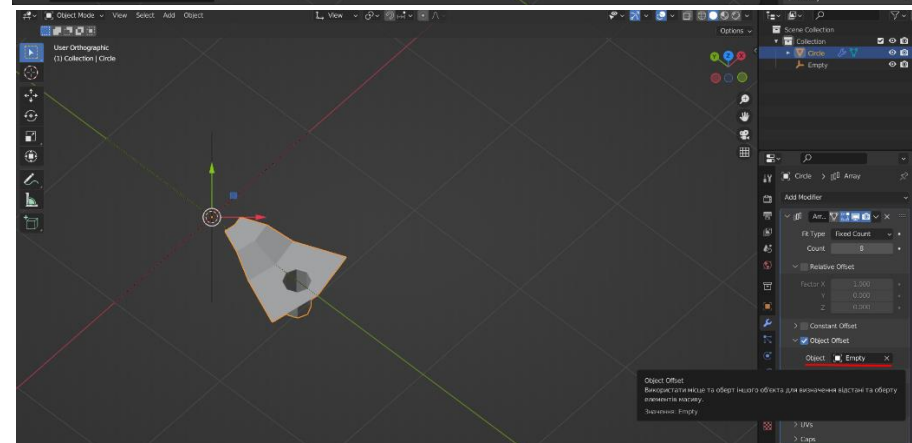 Object Mode View Select Add Object View
Options
User Orthographic
(1) Collection | Circle
Scene Collection
Collection
Circle
Empty
Circle > Array
Add Modifier
Arr..
Fit Type Fixed Count
Count 8
Relative Offset
Factor X 1.000
Y 0.000
Z 0.000
Constant Offset
Object Offset
Object Empty
Object Offset
Використати місце та оберт іншого об'єкта для визначення відстані та оберту
елементів масиву.
Значення: Empty
UVs
Caps